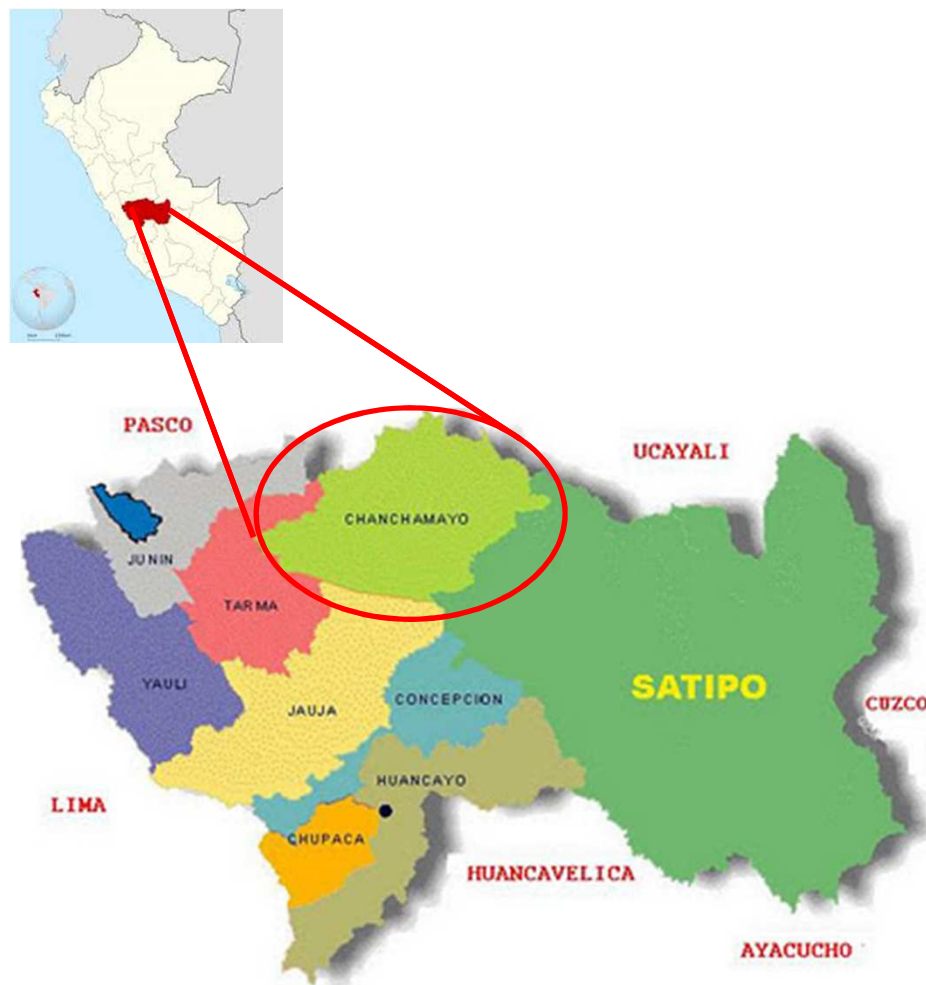 PASCO
UCAYALI
CHANCHAMAYO
JUNIN
TARMA
YAULI
SATIPO
CONCEPCION
CUZCO
JAUJA
HUANCAYO
LIMA
CHUPACA
HUANCAVELICA
AYACUCHO